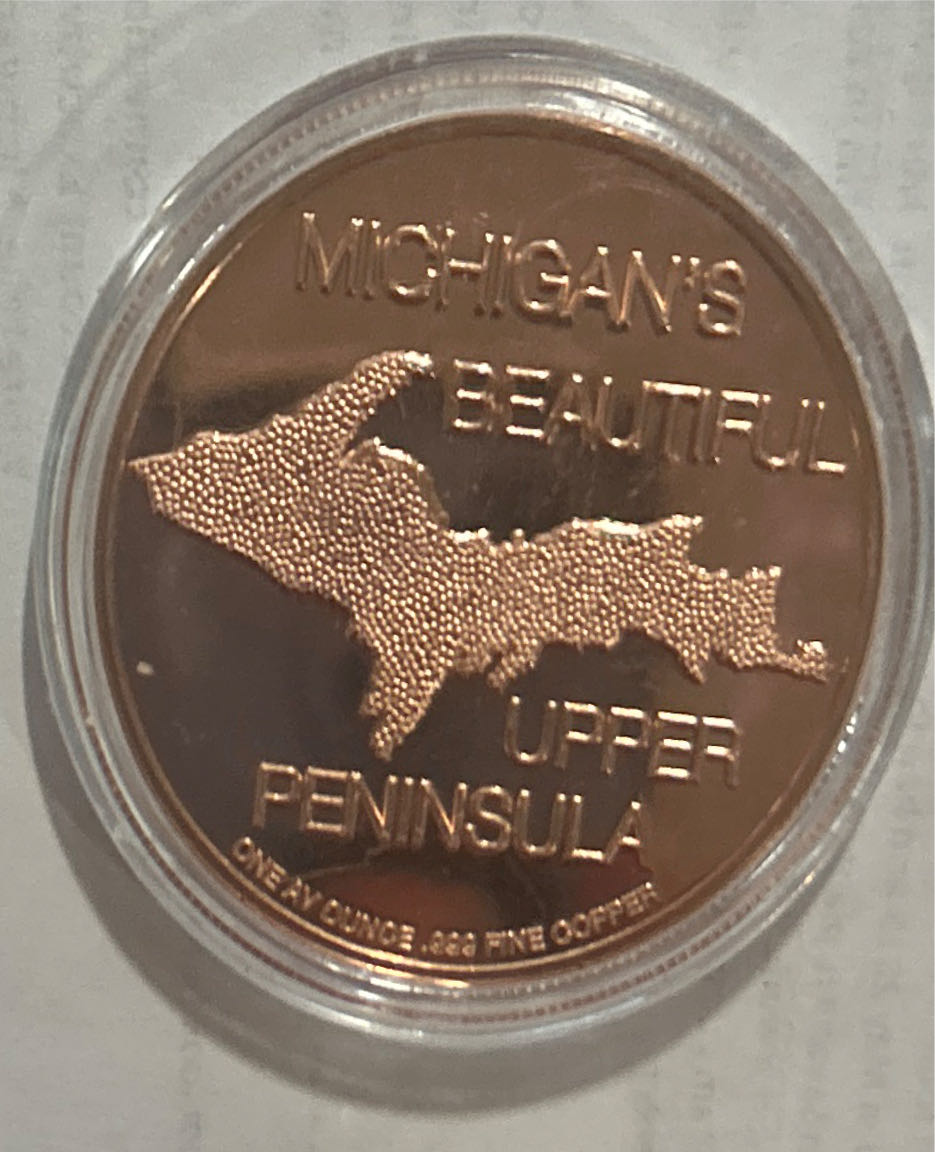 MICHIGAN'S
BEAUTIFUL
UPPER
PENINSULA
ONE AV OUNCE .999 FINE COPPER